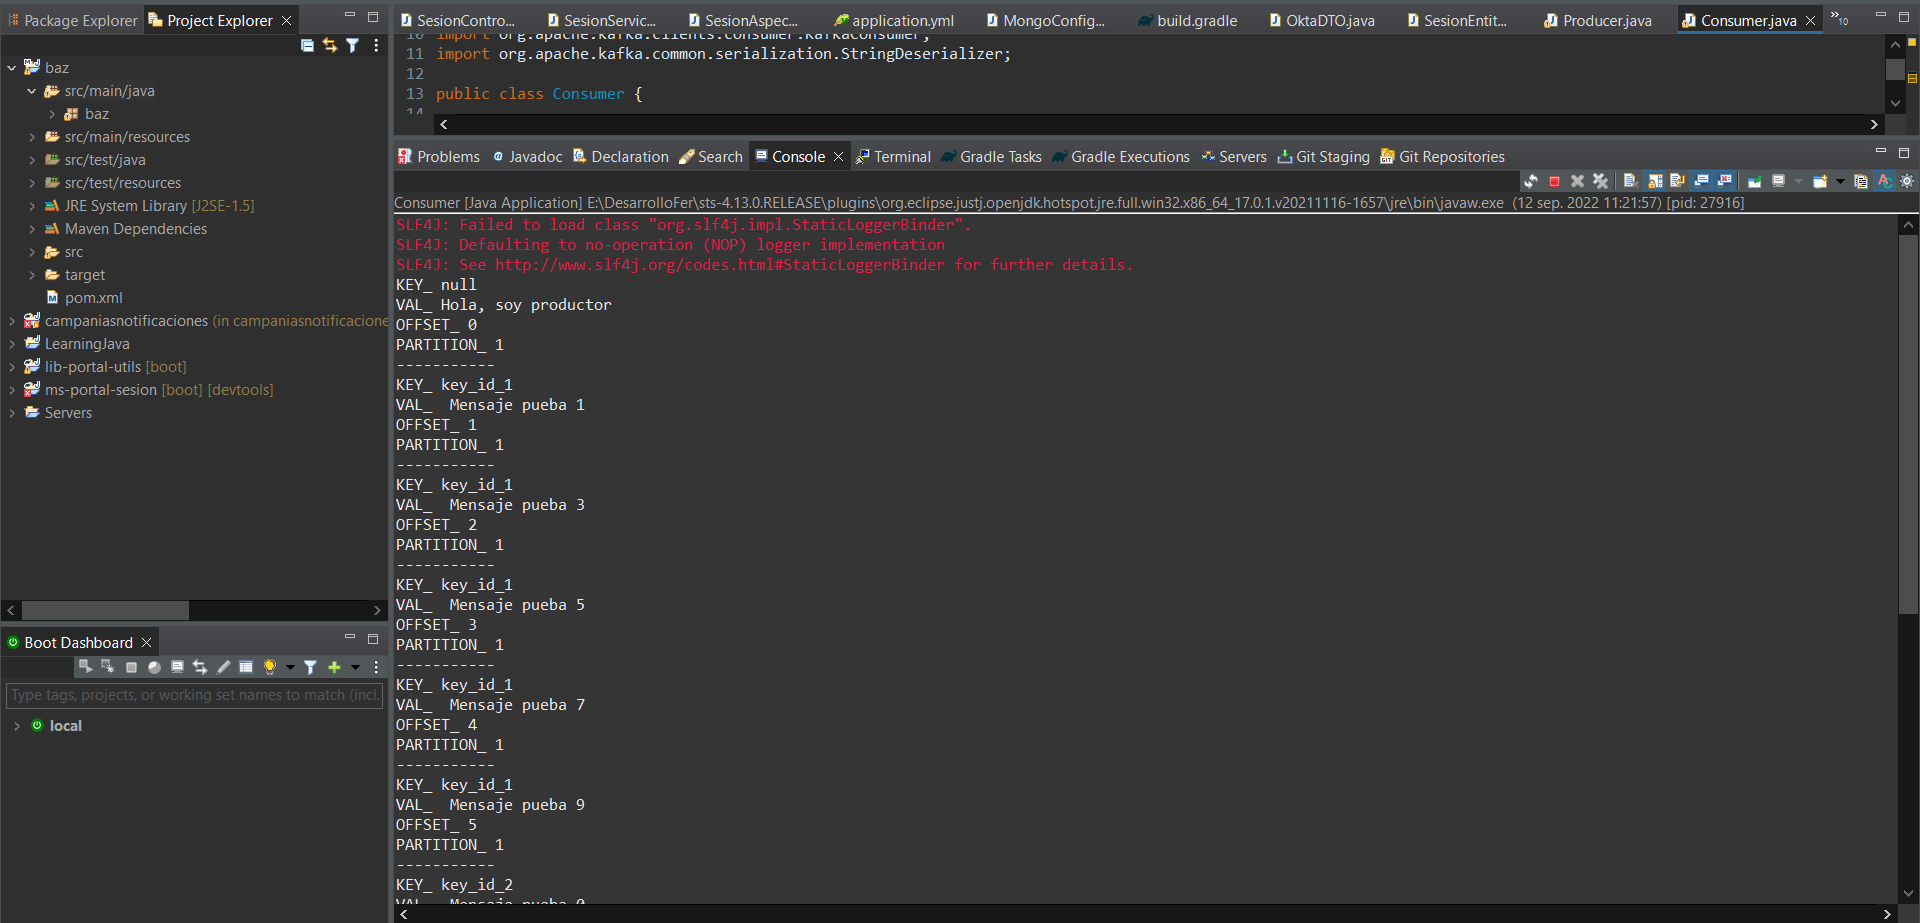 Package Explorer
Project Explorer
baz
src/main/java
baz
src/main/resources
src/test/java
src/test/resources
JRE System Library [J2SE-1.5]
Maven Dependencies
src
target
pom.xml
campaniasnotificaciones (in campaniasnotificacione
LearningJava
lib-portal-utils [boot]
ms-portal-sesion [boot] [devtools]
Servers
Boot Dashboard
Type tags, projects, or working set names to match (incl.
local
SesionContro... SesionServic... SesionAspec... application.yml MongoConfig... build.gradle OktaDTO.java SesionEntit... Producer.java Consumer.java »10
10 import org.apache.kafka.clients.consumer.KafkaConsumer;
11 import org.apache.kafka.common.serialization.StringDeserializer;
12
13 public class Consumer {
14
Problems @ Javadoc Declaration Search Console Terminal Gradle Tasks Gradle Executions Servers Git Staging Git Repositories
Consumer [Java Application] E:\DesarrolloFer\sts-4.13.0.RELEASE\plugins\org.eclipse.justj.openjdk.hotspot.jre.full.win32.x86_64_17.0.1.v20211116-1657\jre\bin\javaw.exe (12 sep. 2022 11:21:57) [pid: 27916]
SLF4J: Failed to load class "org.slf4j.impl.StaticLoggerBinder".
SLF4J: Defaulting to no-operation (NOP) logger implementation
SLF4J: See http://www.slf4j.org/codes.html#StaticLoggerBinder for further details.
KEY_ null
VAL_ Hola, soy productor
OFFSET_ 0
PARTITION_ 1
-----------
KEY_ key_id_1
VAL_  Mensaje pueba 1
OFFSET_ 1
PARTITION_ 1
-----------
KEY_ key_id_1
VAL_  Mensaje pueba 3
OFFSET_ 2
PARTITION_ 1
-----------
KEY_ key_id_1
VAL_  Mensaje pueba 5
OFFSET_ 3
PARTITION_ 1
-----------
KEY_ key_id_1
VAL_  Mensaje pueba 7
OFFSET_ 4
PARTITION_ 1
-----------
KEY_ key_id_1
VAL_  Mensaje pueba 9
OFFSET_ 5
PARTITION_ 1
-----------
KEY_ key_id_2
VAL_  Mensaje pueba 0